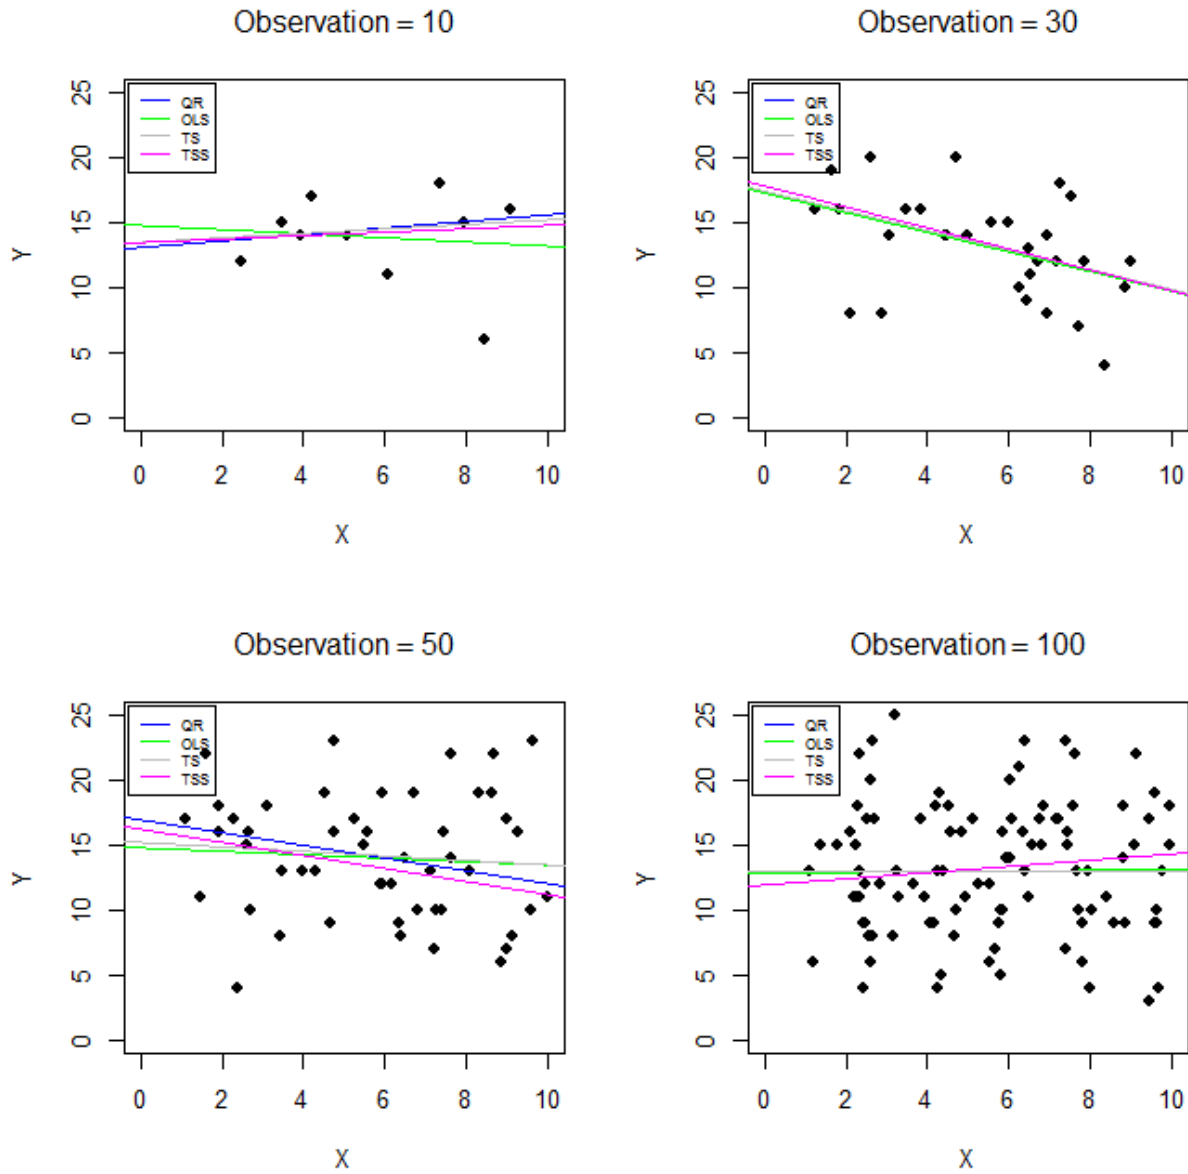 Observation = 10
25
20
15
10
5
0
QR
OLS
TS
TSS
Y
0 2 4 6 8 10
X
Observation = 30
25
20
15
10
5
0
QR
OLS
TS
TSS
Y
0 2 4 6 8 10
X
Observation = 50
25
20
15
10
5
0
QR
OLS
TS
TSS
Y
0 2 4 6 8 10
X
Observation = 100
25
20
15
10
5
0
QR
OLS
TS
TSS
Y
0 2 4 6 8 10
X